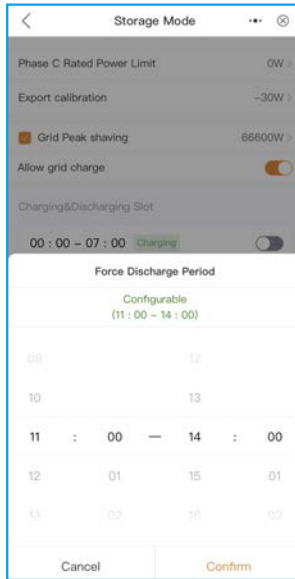 Storage Mode
Phase C Rated Power Limit 0W >
Export calibration -30W >
Grid Peak shaving 66600W >
Allow grid charge
Charging&Discharging Slot
00 : 00 – 07 : 00 Charging
Force Discharge Period
Configurable
(11 : 00 – 14 : 00)
09 12
10 13
11 : 00 — 14 : 00
12 01 15 01
13 02 16 02
Cancel Confirm